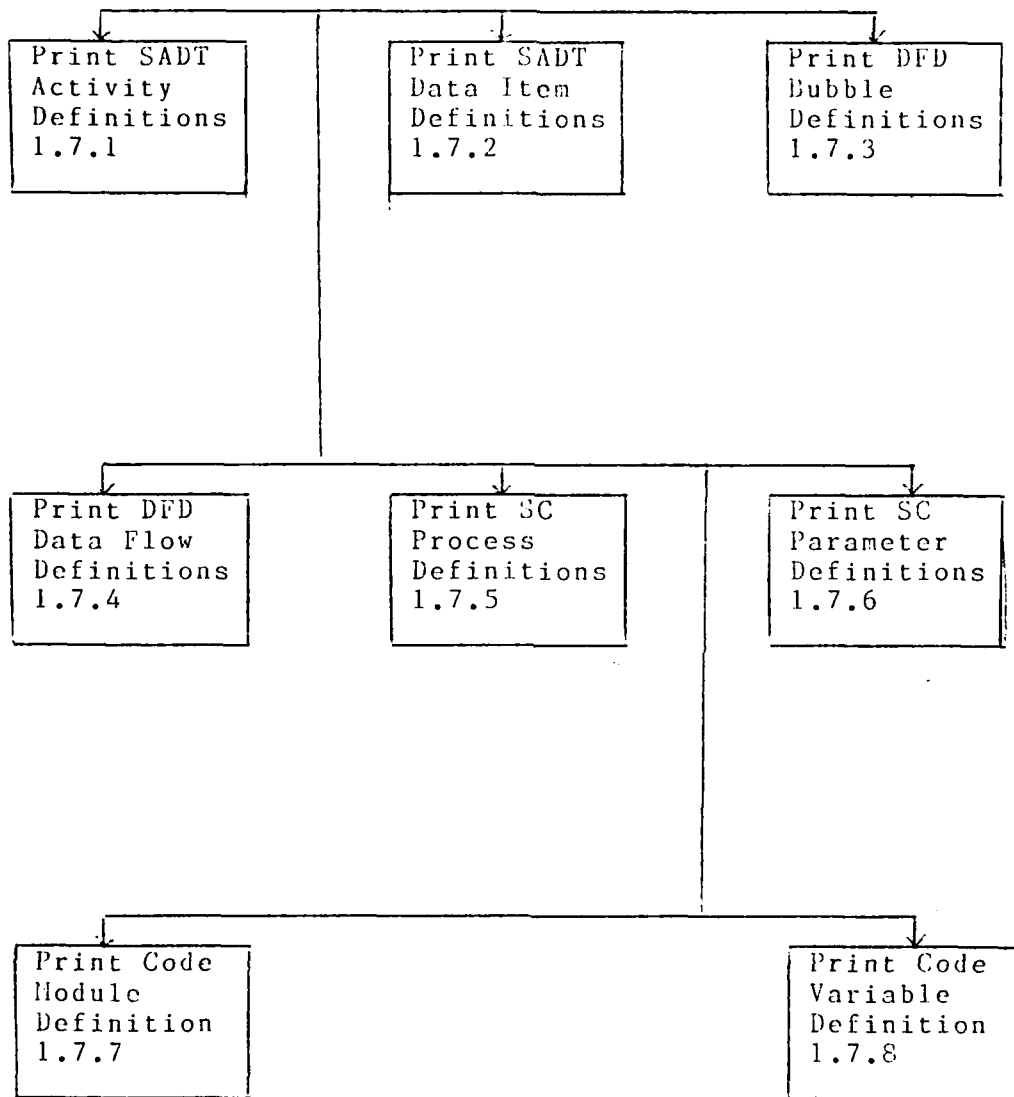 Print SADT
Activity
Definitions
1.7.1
Print SADT
Data Item
Definitions
1.7.2
Print DFD
Bubble
Definitions
1.7.3
Print DFD
Data Flow
Definitions
1.7.4
Print SC
Process
Definitions
1.7.5
Print SC
Parameter
Definitions
1.7.6
Print Code
Module
Definition
1.7.7
Print Code
Variable
Definition
1.7.8